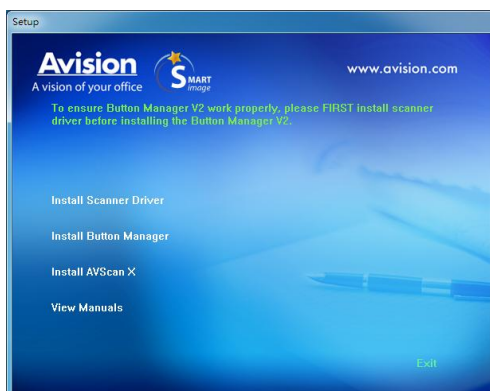 Setup
Avision
A vision of your office
SMART
image
www.avision.com
To ensure Button Manager V2 work properly, please FIRST install scanner
driver before installing the Button Manager V2.
Install Scanner Driver
Install Button Manager
Install AVScan X
View Manuals
Exit